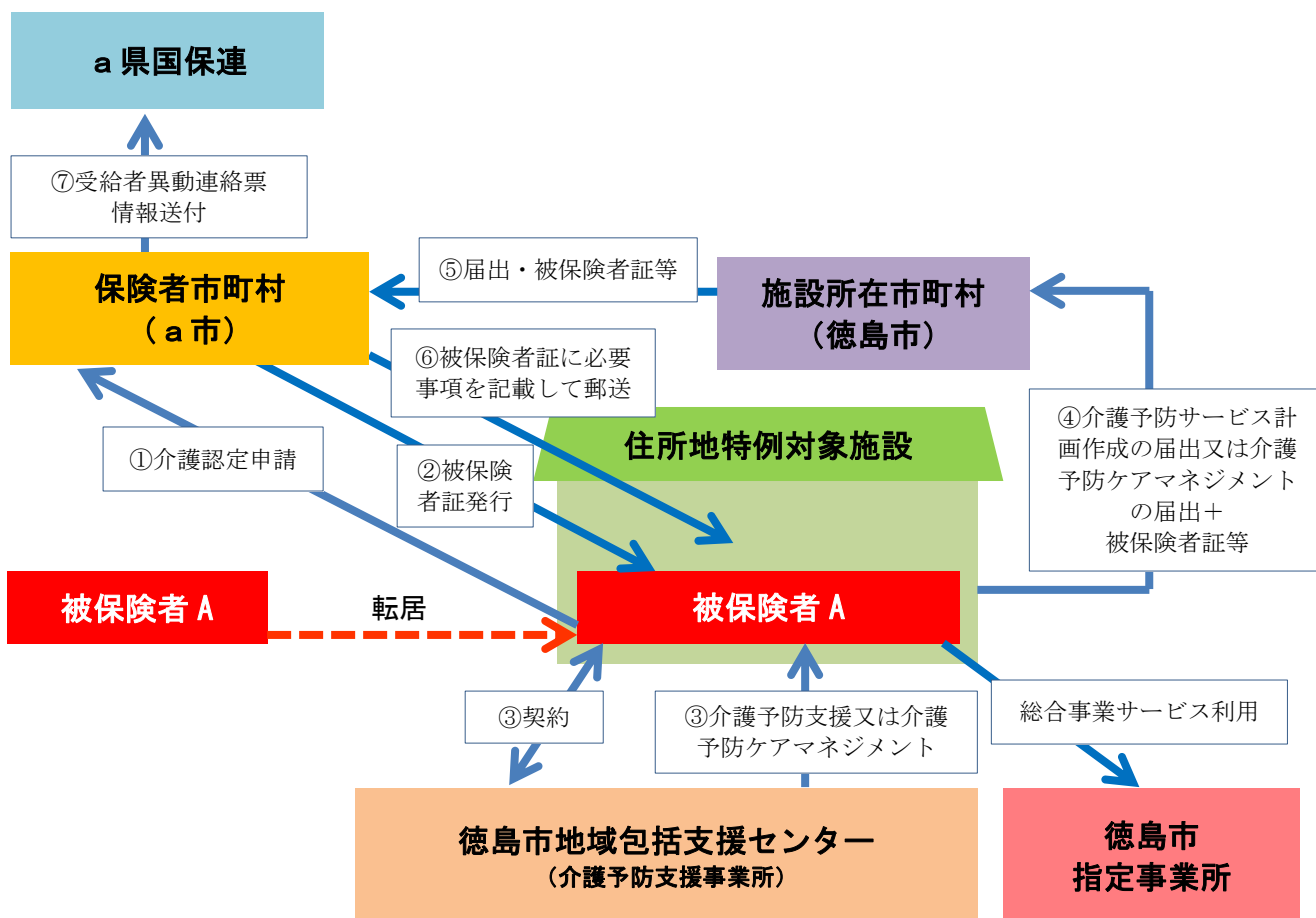 a県国保連
⑦受給者異動連絡票
情報送付
保険者市町村
(a市)
⑤届出・被保険者証等
施設所在市町村
(徳島市)
⑥被保険者証に必要
事項を記載して郵送
①介護認定申請
②被保険
者証発行
住所地特例対象施設
④介護予防サービス計
画作成の届出又は介護
予防ケアマネジメント
の届出＋
被保険者証等
被保険者A
転居
被保険者A
③契約
③介護予防支援又は介護
予防ケアマネジメント
総合事業サービス利用
徳島市地域包括支援センター
(介護予防支援事業所)
徳島市
指定事業所